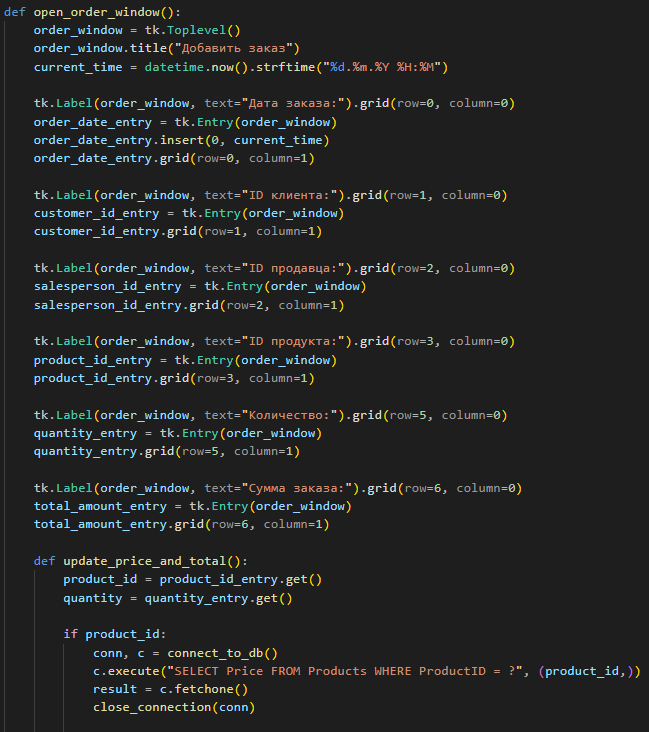 def open_order_window():
    order_window = tk.Toplevel()
    order_window.title("Добавить заказ")
    current_time = datetime.now().strftime("%d.%m.%Y %H:%M")

    tk.Label(order_window, text="Дата заказа:").grid(row=0, column=0)
    order_date_entry = tk.Entry(order_window)
    order_date_entry.insert(0, current_time)
    order_date_entry.grid(row=0, column=1)

    tk.Label(order_window, text="ID клиента:").grid(row=1, column=0)
    customer_id_entry = tk.Entry(order_window)
    customer_id_entry.grid(row=1, column=1)

    tk.Label(order_window, text="ID продавца:").grid(row=2, column=0)
    salesperson_id_entry = tk.Entry(order_window)
    salesperson_id_entry.grid(row=2, column=1)

    tk.Label(order_window, text="ID продукта:").grid(row=3, column=0)
    product_id_entry = tk.Entry(order_window)
    product_id_entry.grid(row=3, column=1)

    tk.Label(order_window, text="Количество:").grid(row=5, column=0)
    quantity_entry = tk.Entry(order_window)
    quantity_entry.grid(row=5, column=1)

    tk.Label(order_window, text="Сумма заказа:").grid(row=6, column=0)
    total_amount_entry = tk.Entry(order_window)
    total_amount_entry.grid(row=6, column=1)

    def update_price_and_total():
        product_id = product_id_entry.get()
        quantity = quantity_entry.get()

        if product_id:
            conn, c = connect_to_db()
            c.execute("SELECT Price FROM Products WHERE ProductID = ?", (product_id,))
            result = c.fetchone()
            close_connection(conn)